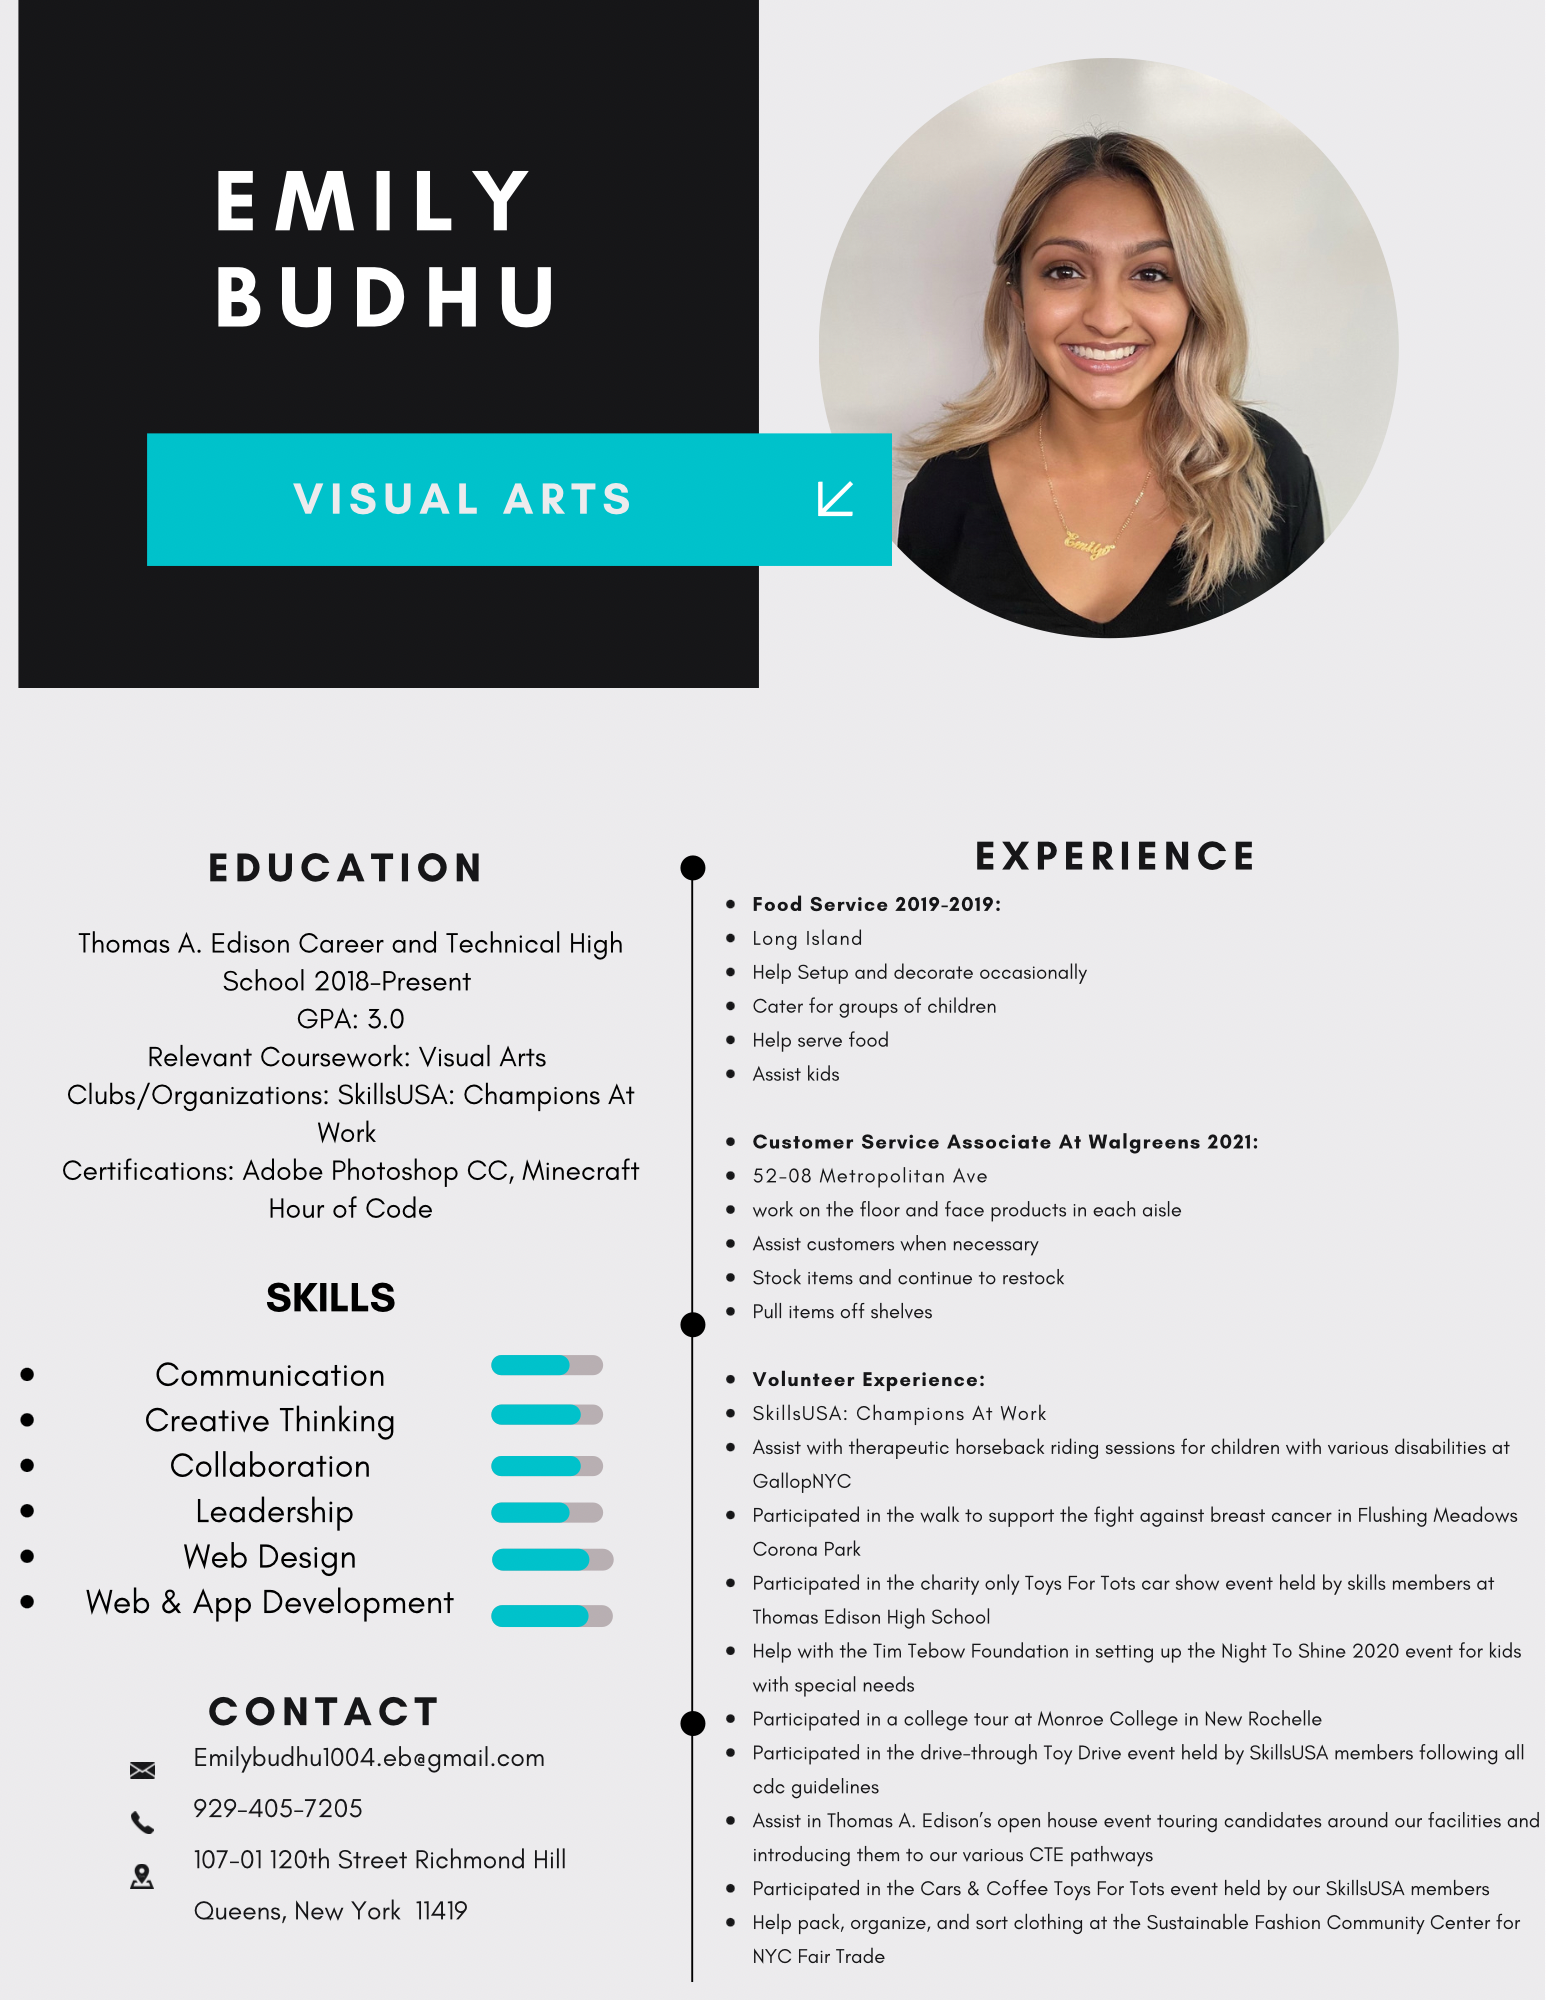 EMILY
BUDHU
VISUAL ARTS
Emily
EDUCATION
Thomas A. Edison Career and Technical High
School 2018-Present
GPA: 3.0
Relevant Coursework: Visual Arts
Clubs/Organizations: SkillsUSA: Champions At
Work
Certifications: Adobe Photoshop CC, Minecraft
Hour of Code
SKILLS
• Communication
• Creative Thinking
• Collaboration
• Leadership
• Web Design
• Web & App Development
CONTACT
Emilybudhu1004.eb@gmail.com
929-405-7205
107-01 120th Street Richmond Hill
Queens, New York 11419
EXPERIENCE
• Food Service 2019-2019:
• Long Island
• Help Setup and decorate occasionally
• Cater for groups of children
• Help serve food
• Assist kids
• Customer Service Associate At Walgreens 2021:
• 52-08 Metropolitan Ave
• work on the floor and face products in each aisle
• Assist customers when necessary
• Stock items and continue to restock
• Pull items off shelves
• Volunteer Experience:
• SkillsUSA: Champions At Work
• Assist with therapeutic horseback riding sessions for children with various disabilities at
GallopNYC
• Participated in the walk to support the fight against breast cancer in Flushing Meadows
Corona Park
• Participated in the charity only Toys For Tots car show event held by skills members at
Thomas Edison High School
• Help with the Tim Tebow Foundation in setting up the Night To Shine 2020 event for kids
with special needs
• Participated in a college tour at Monroe College in New Rochelle
• Participated in the drive-through Toy Drive event held by SkillsUSA members following all
cdc guidelines
• Assist in Thomas A. Edison's open house event touring candidates around our facilities and
introducing them to our various CTE pathways
• Participated in the Cars & Coffee Toys For Tots event held by our SkillsUSA members
• Help pack, organize, and sort clothing at the Sustainable Fashion Community Center for
NYC Fair Trade